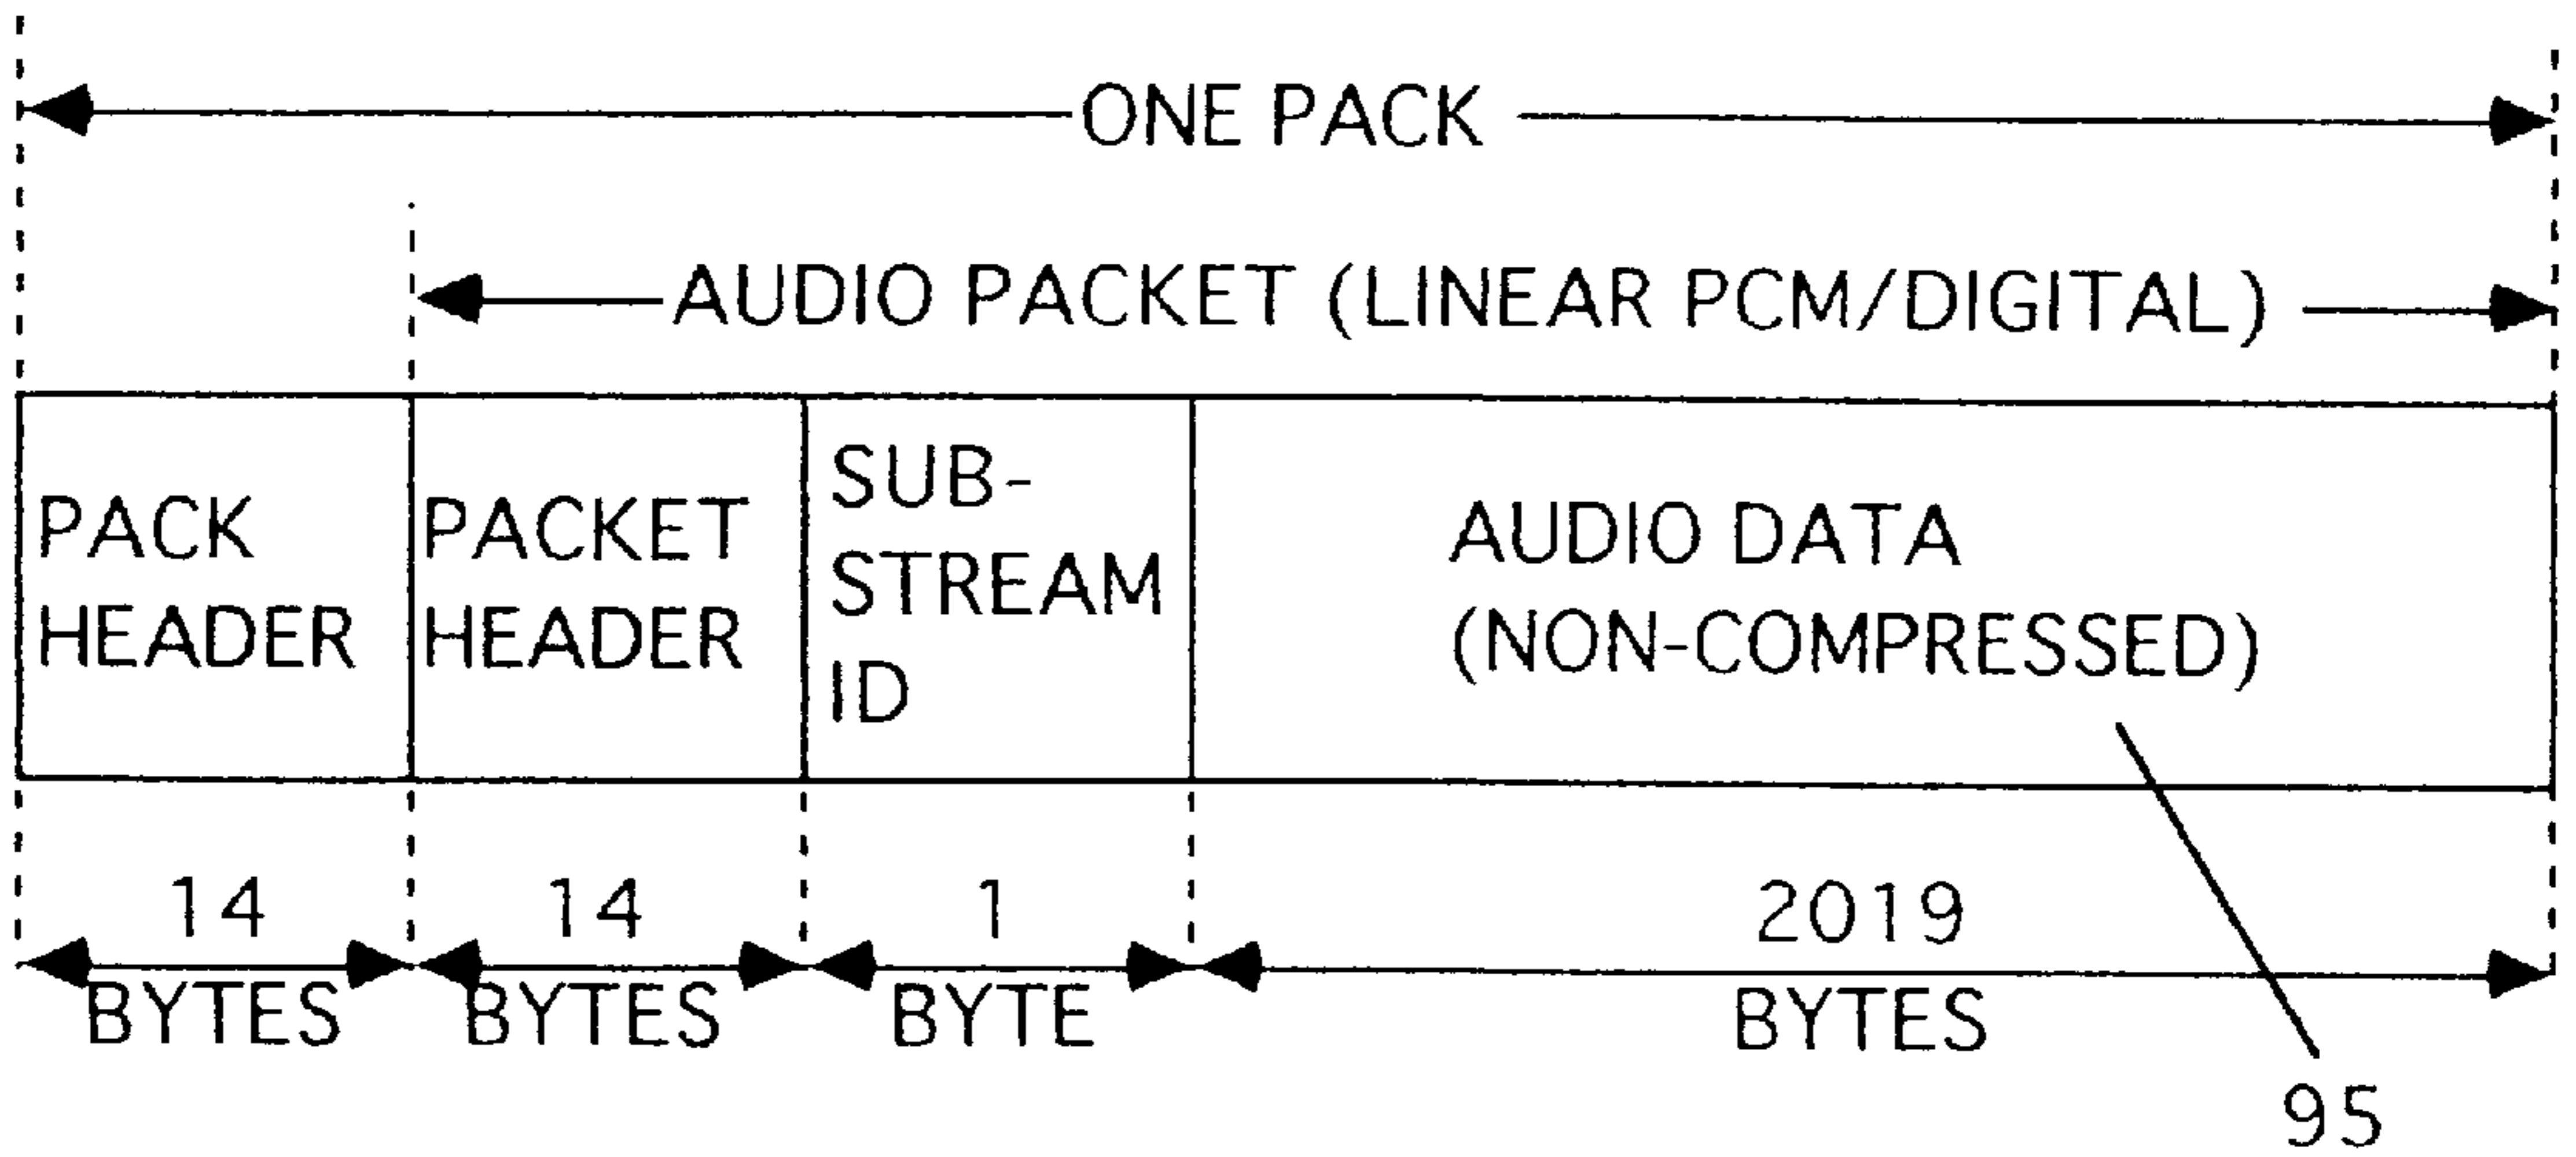 ONE PACK
AUDIO PACKET (LINEAR PCM/DIGITAL)
PACK
HEADER
PACKET
HEADER
SUB-
STREAM
ID
AUDIO DATA
(NON-COMPRESSED)
14
BYTES
14
BYTES
1
BYTE
2019
BYTES
95